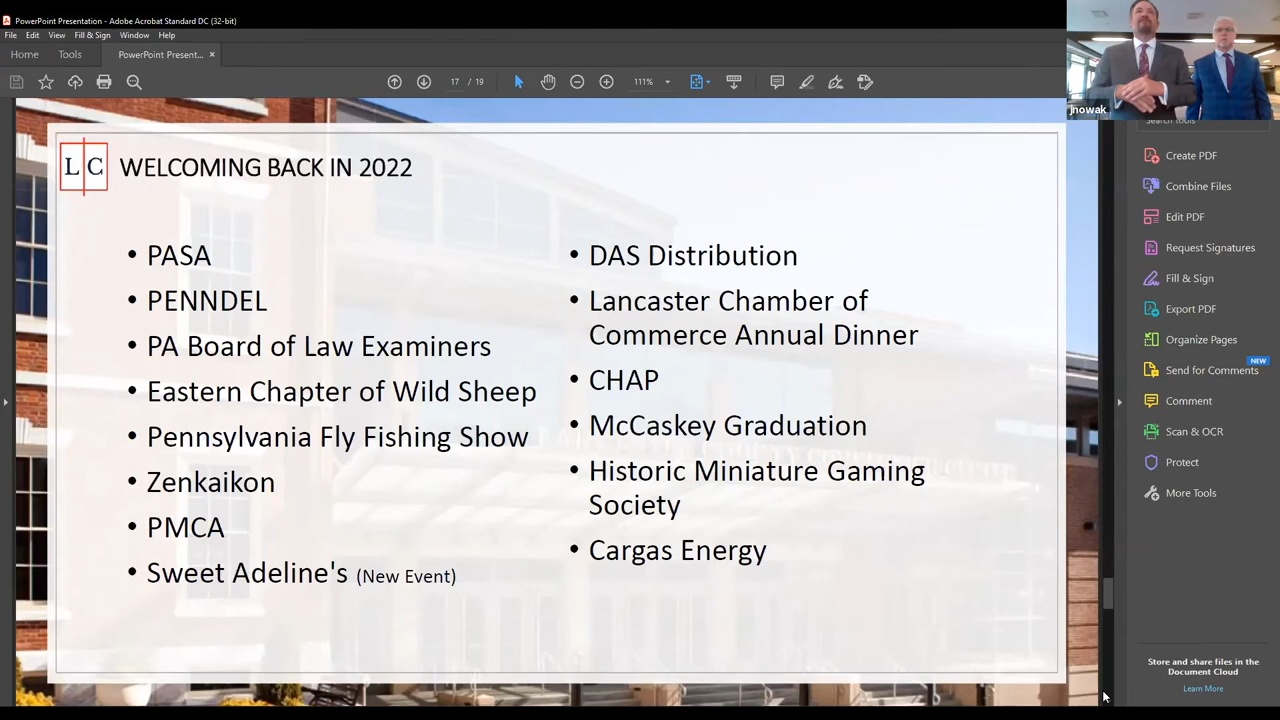 PowerPoint Presentation - Adobe Acrobat Standard DC (32-bit)
File Edit View Sign Window Help
Home Tools PowerPoint Present... ×
17 / 19 111%
jnowak
Search Tools
L C WELCOMING BACK IN 2022
• PASA
• PENNDEL
• PA Board of Law Examiners
• Eastern Chapter of Wild Sheep
• Pennsylvania Fly Fishing Show
• Zenkaikon
• PMCA
• Sweet Adeline's (New Event)
• DAS Distribution
• Lancaster Chamber of
Commerce Annual Dinner
• CHAP
• McCaskey Graduation
• Historic Miniature Gaming
Society
• Cargas Energy
Create PDF
Combine Files
Edit PDF
Request Signatures
Fill & Sign
Export PDF
Organize Pages
NEW
Send for Comments
Comment
Scan & OCR
Protect
More Tools
Store and share files in the
Document Cloud
Learn More